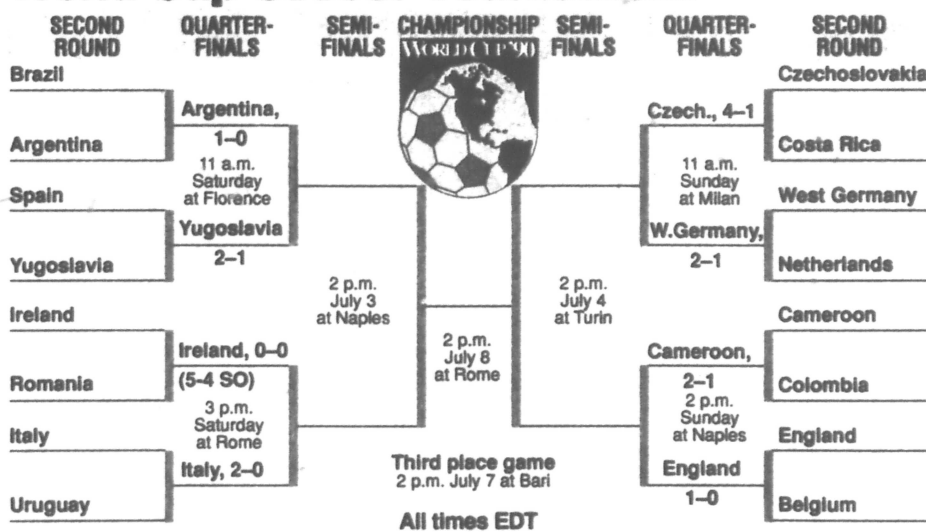 SECOND ROUND
QUARTER-FINALS
SEMI-FINALS
CHAMPIONSHIP
SEMI-FINALS
QUARTER-FINALS
SECOND ROUND
WORLD CUP '90
Brazil
Argentina
Spain
Yugoslavia
Ireland
Romania
Italy
Uruguay
Argentina,
1–0
11 a.m.
Saturday
at Florence
Yugoslavia
2–1
Ireland, 0–0
(5-4 SO)
3 p.m.
Saturday
at Rome
Italy, 2–0
2 p.m.
July 3
at Naples
2 p.m.
July 8
at Rome
Third place game
2 p.m. July 7 at Bari
All times EDT
2 p.m.
July 4
at Turin
Czech., 4–1
11 a.m.
Sunday
at Milan
W.Germany,
2–1
Cameroon,
2–1
2 p.m.
Sunday
at Naples
England
1–0
Czechoslovakia
Costa Rica
West Germany
Netherlands
Cameroon
Colombia
England
Belgium